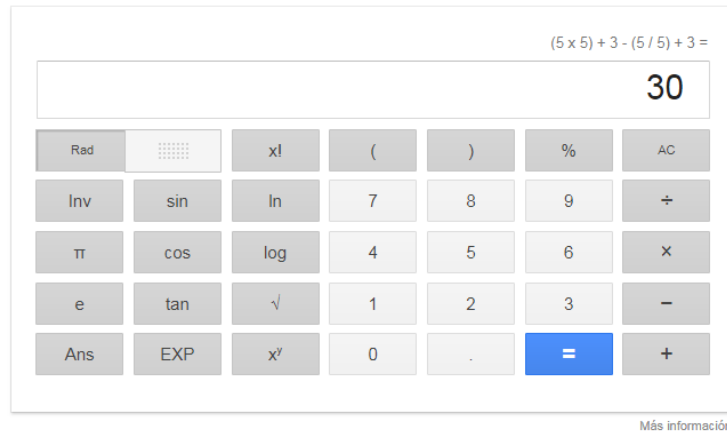 (5 x 5) + 3 - (5 / 5) + 3 =
30
Rad x! ( ) % AC
Inv sin ln 7 8 9 ÷
π cos log 4 5 6 ×
e tan √ 1 2 3 −
Ans EXP xʸ 0 . = +
Más información